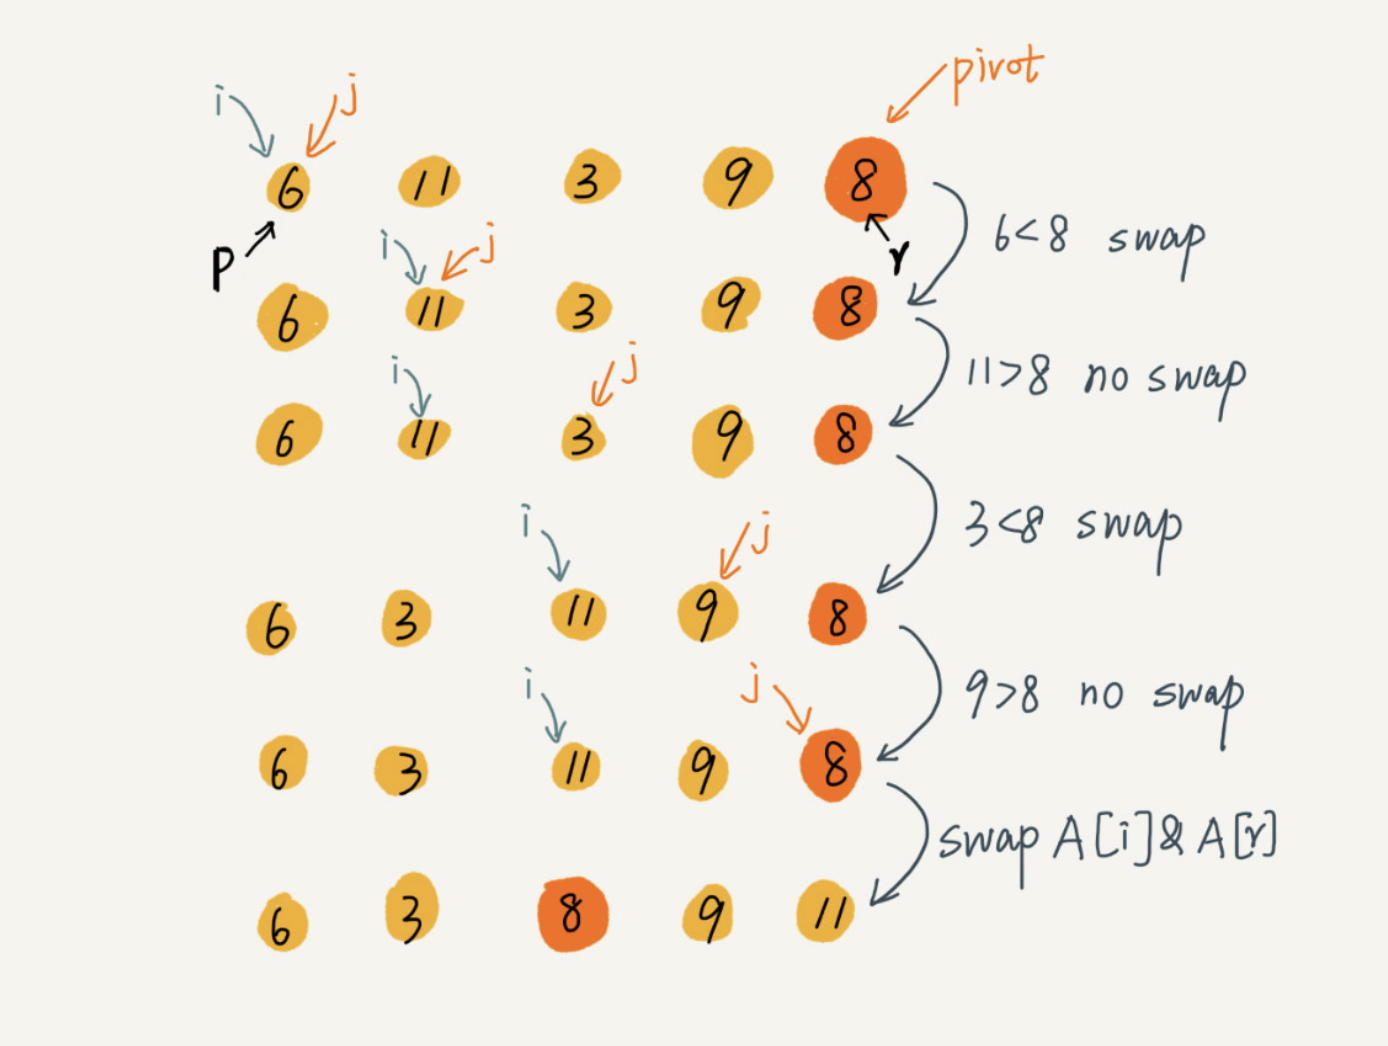 pivot
i j
6 11 3 9 8
p r
6<8 swap
i j
6 11 3 9 8
11>8 no swap
i j
6 11 3 9 8
3<8 swap
i j
6 3 11 9 8
9>8 no swap
i j
6 3 11 9 8
swap A[i]& A[r]
6 3 8 9 11